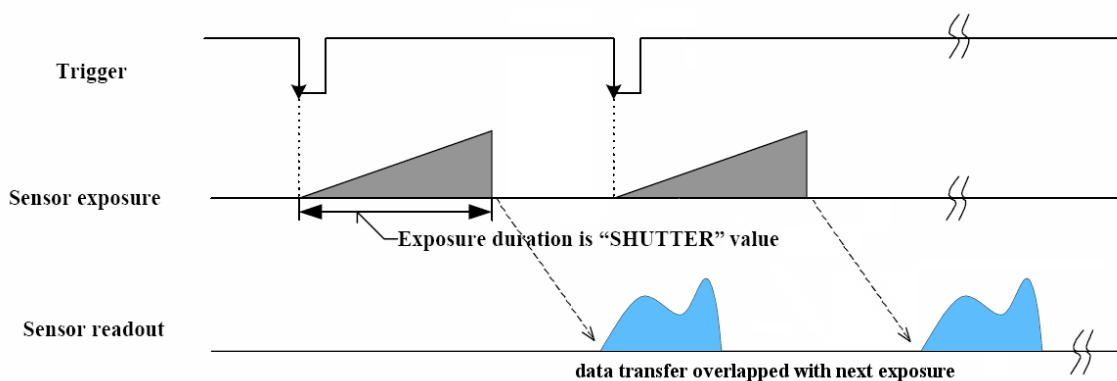 Trigger
Sensor exposure
Exposure duration is “SHUTTER” value
Sensor readout
data transfer overlapped with next exposure